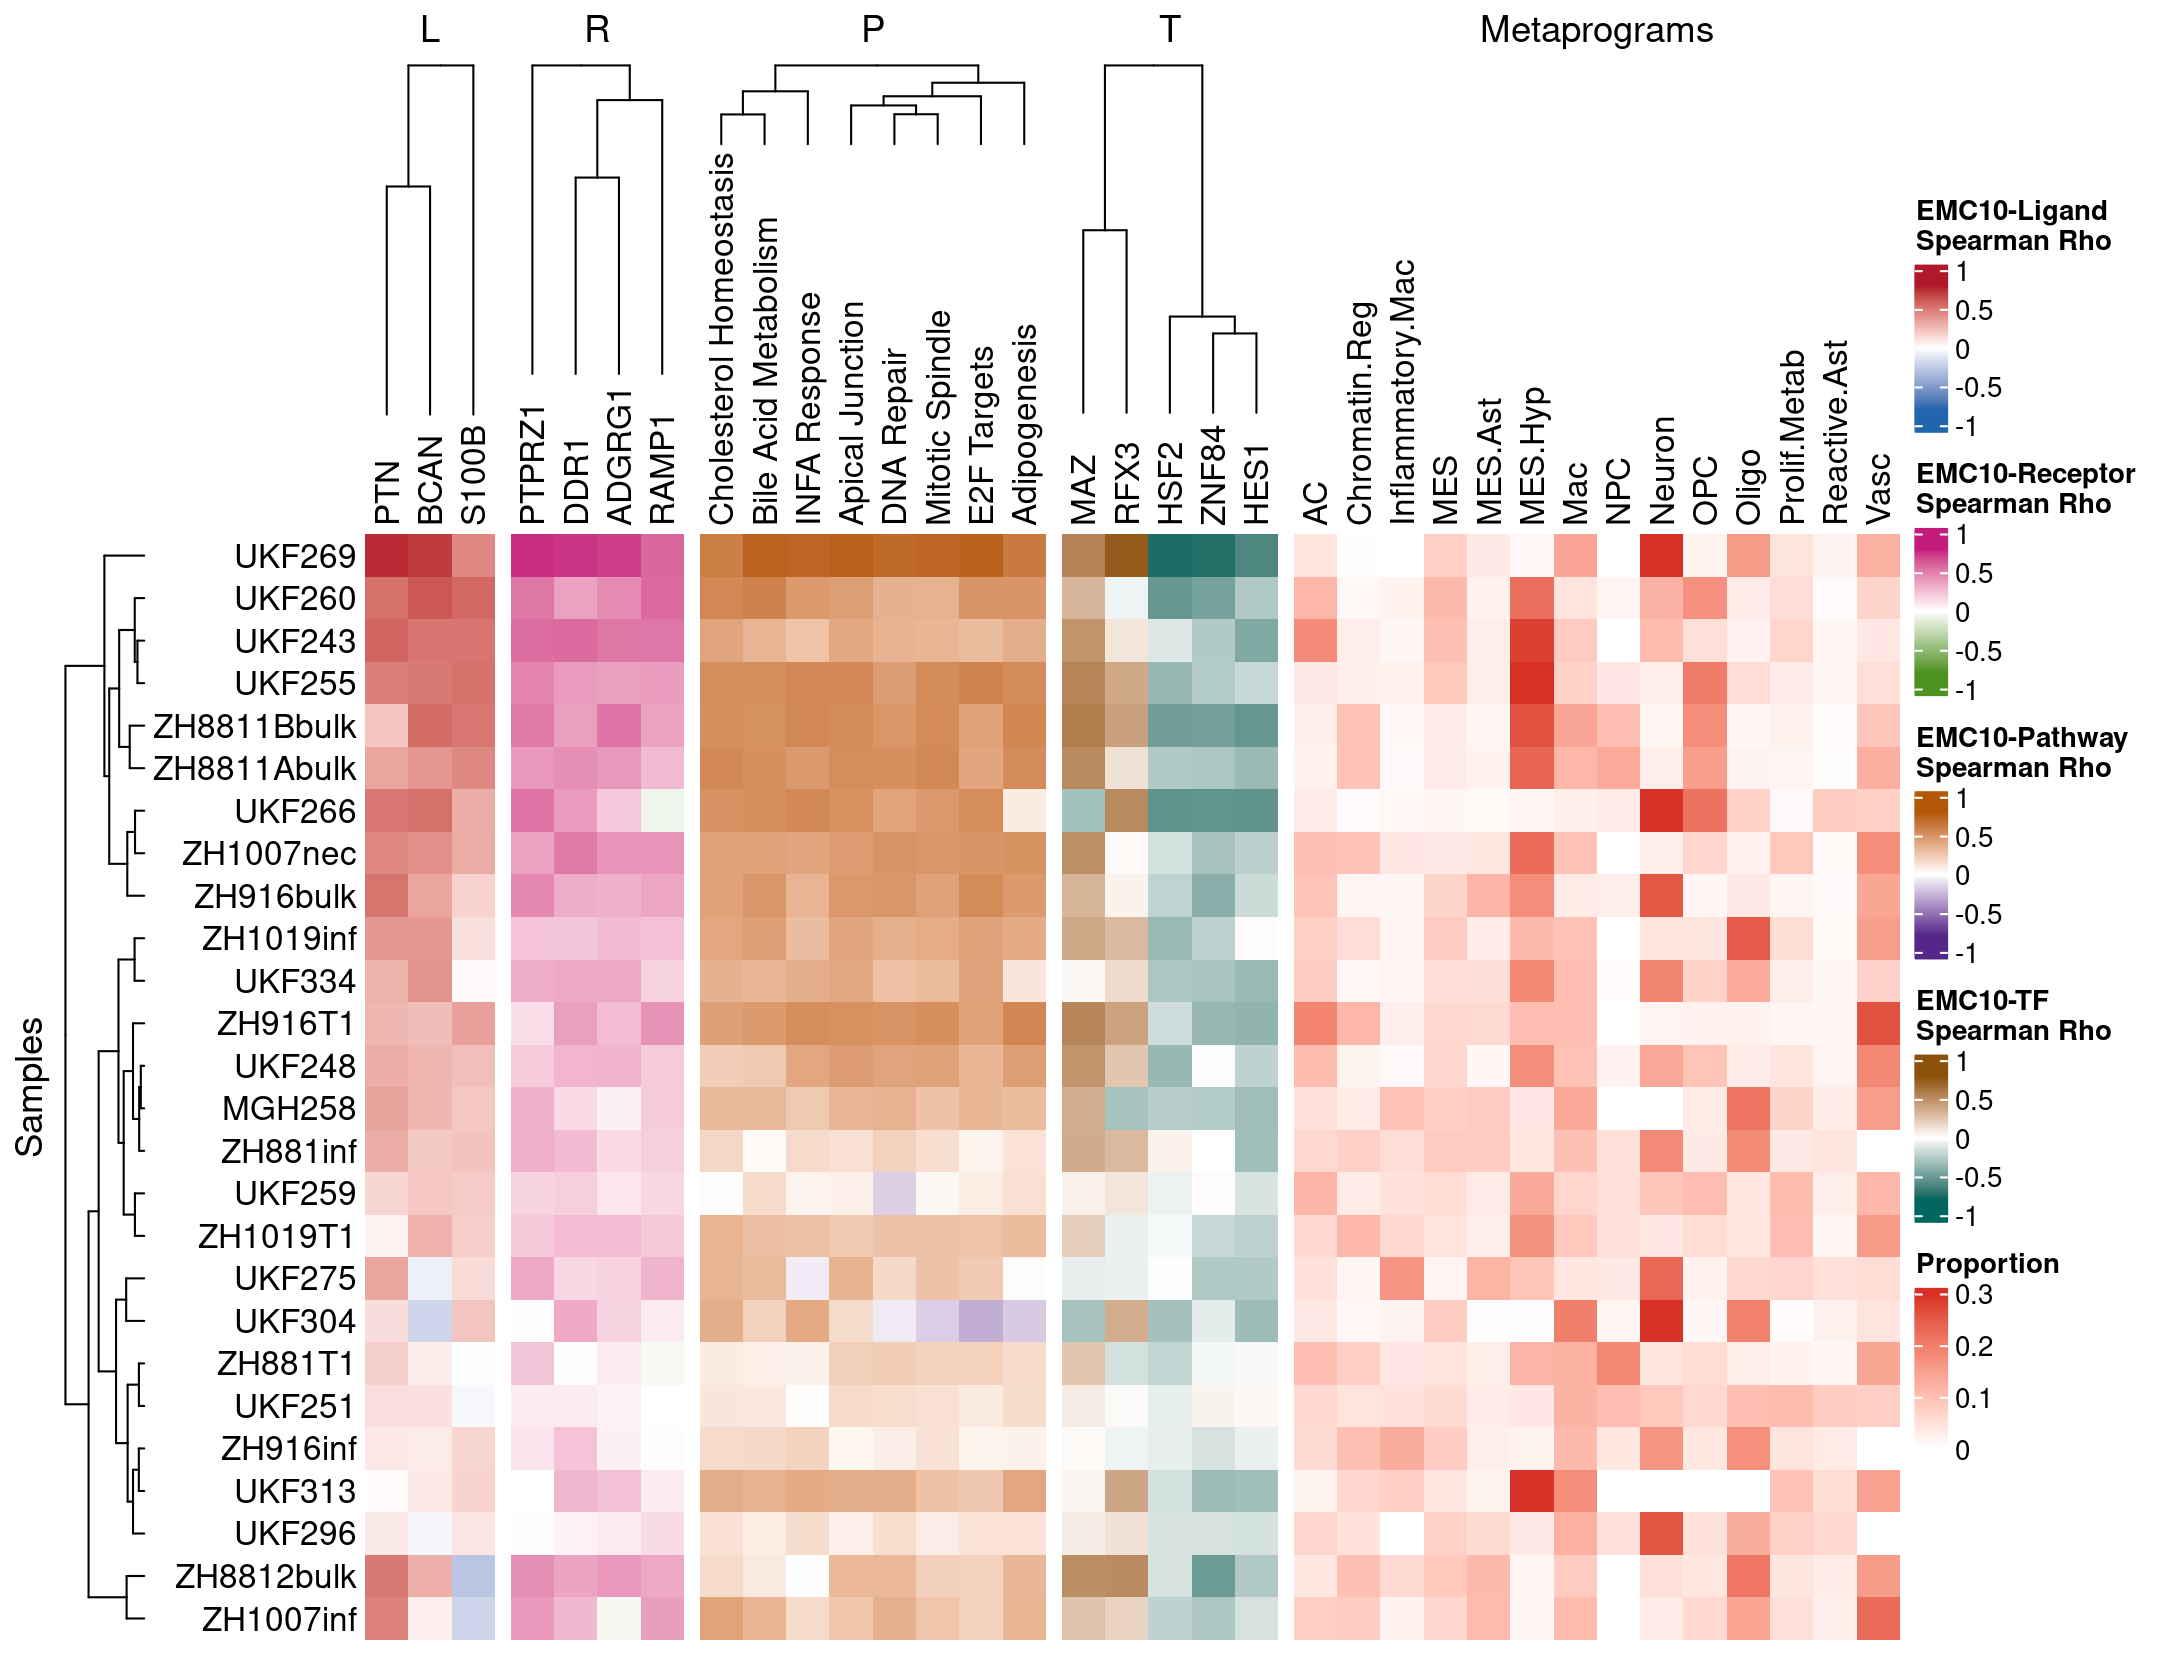 L R P T Metaprograms
PTN
BCAN
S100B
PTPRZ1
DDR1
ADGRG1
RAMP1
Cholesterol Homeostasis
Bile Acid Metabolism
INFA Response
Apical Junction
DNA Repair
Mitotic Spindle
E2F Targets
Adipogenesis
MAZ
RFX3
HSF2
ZNF84
HES1
AC
Chromatin.Reg
Inflammatory.Mac
MES
MES.Ast
MES.Hyp
Mac
NPC
Neuron
OPC
Oligo
Prolif.Metab
Reactive.Ast
Vasc
Samples
UKF269
UKF260
UKF243
UKF255
ZH8811Bbulk
ZH8811Abulk
UKF266
ZH1007nec
ZH916bulk
ZH1019inf
UKF334
ZH916T1
UKF248
MGH258
ZH881inf
UKF259
ZH1019T1
UKF275
UKF304
ZH881T1
UKF251
ZH916inf
UKF313
UKF296
ZH8812bulk
ZH1007inf
EMC10-Ligand
Spearman Rho
1
0.5
0
-0.5
-1
EMC10-Receptor
Spearman Rho
1
0.5
0
-0.5
-1
EMC10-Pathway
Spearman Rho
1
0.5
0
-0.5
-1
EMC10-TF
Spearman Rho
1
0.5
0
-0.5
-1
Proportion
0.3
0.2
0.1
0